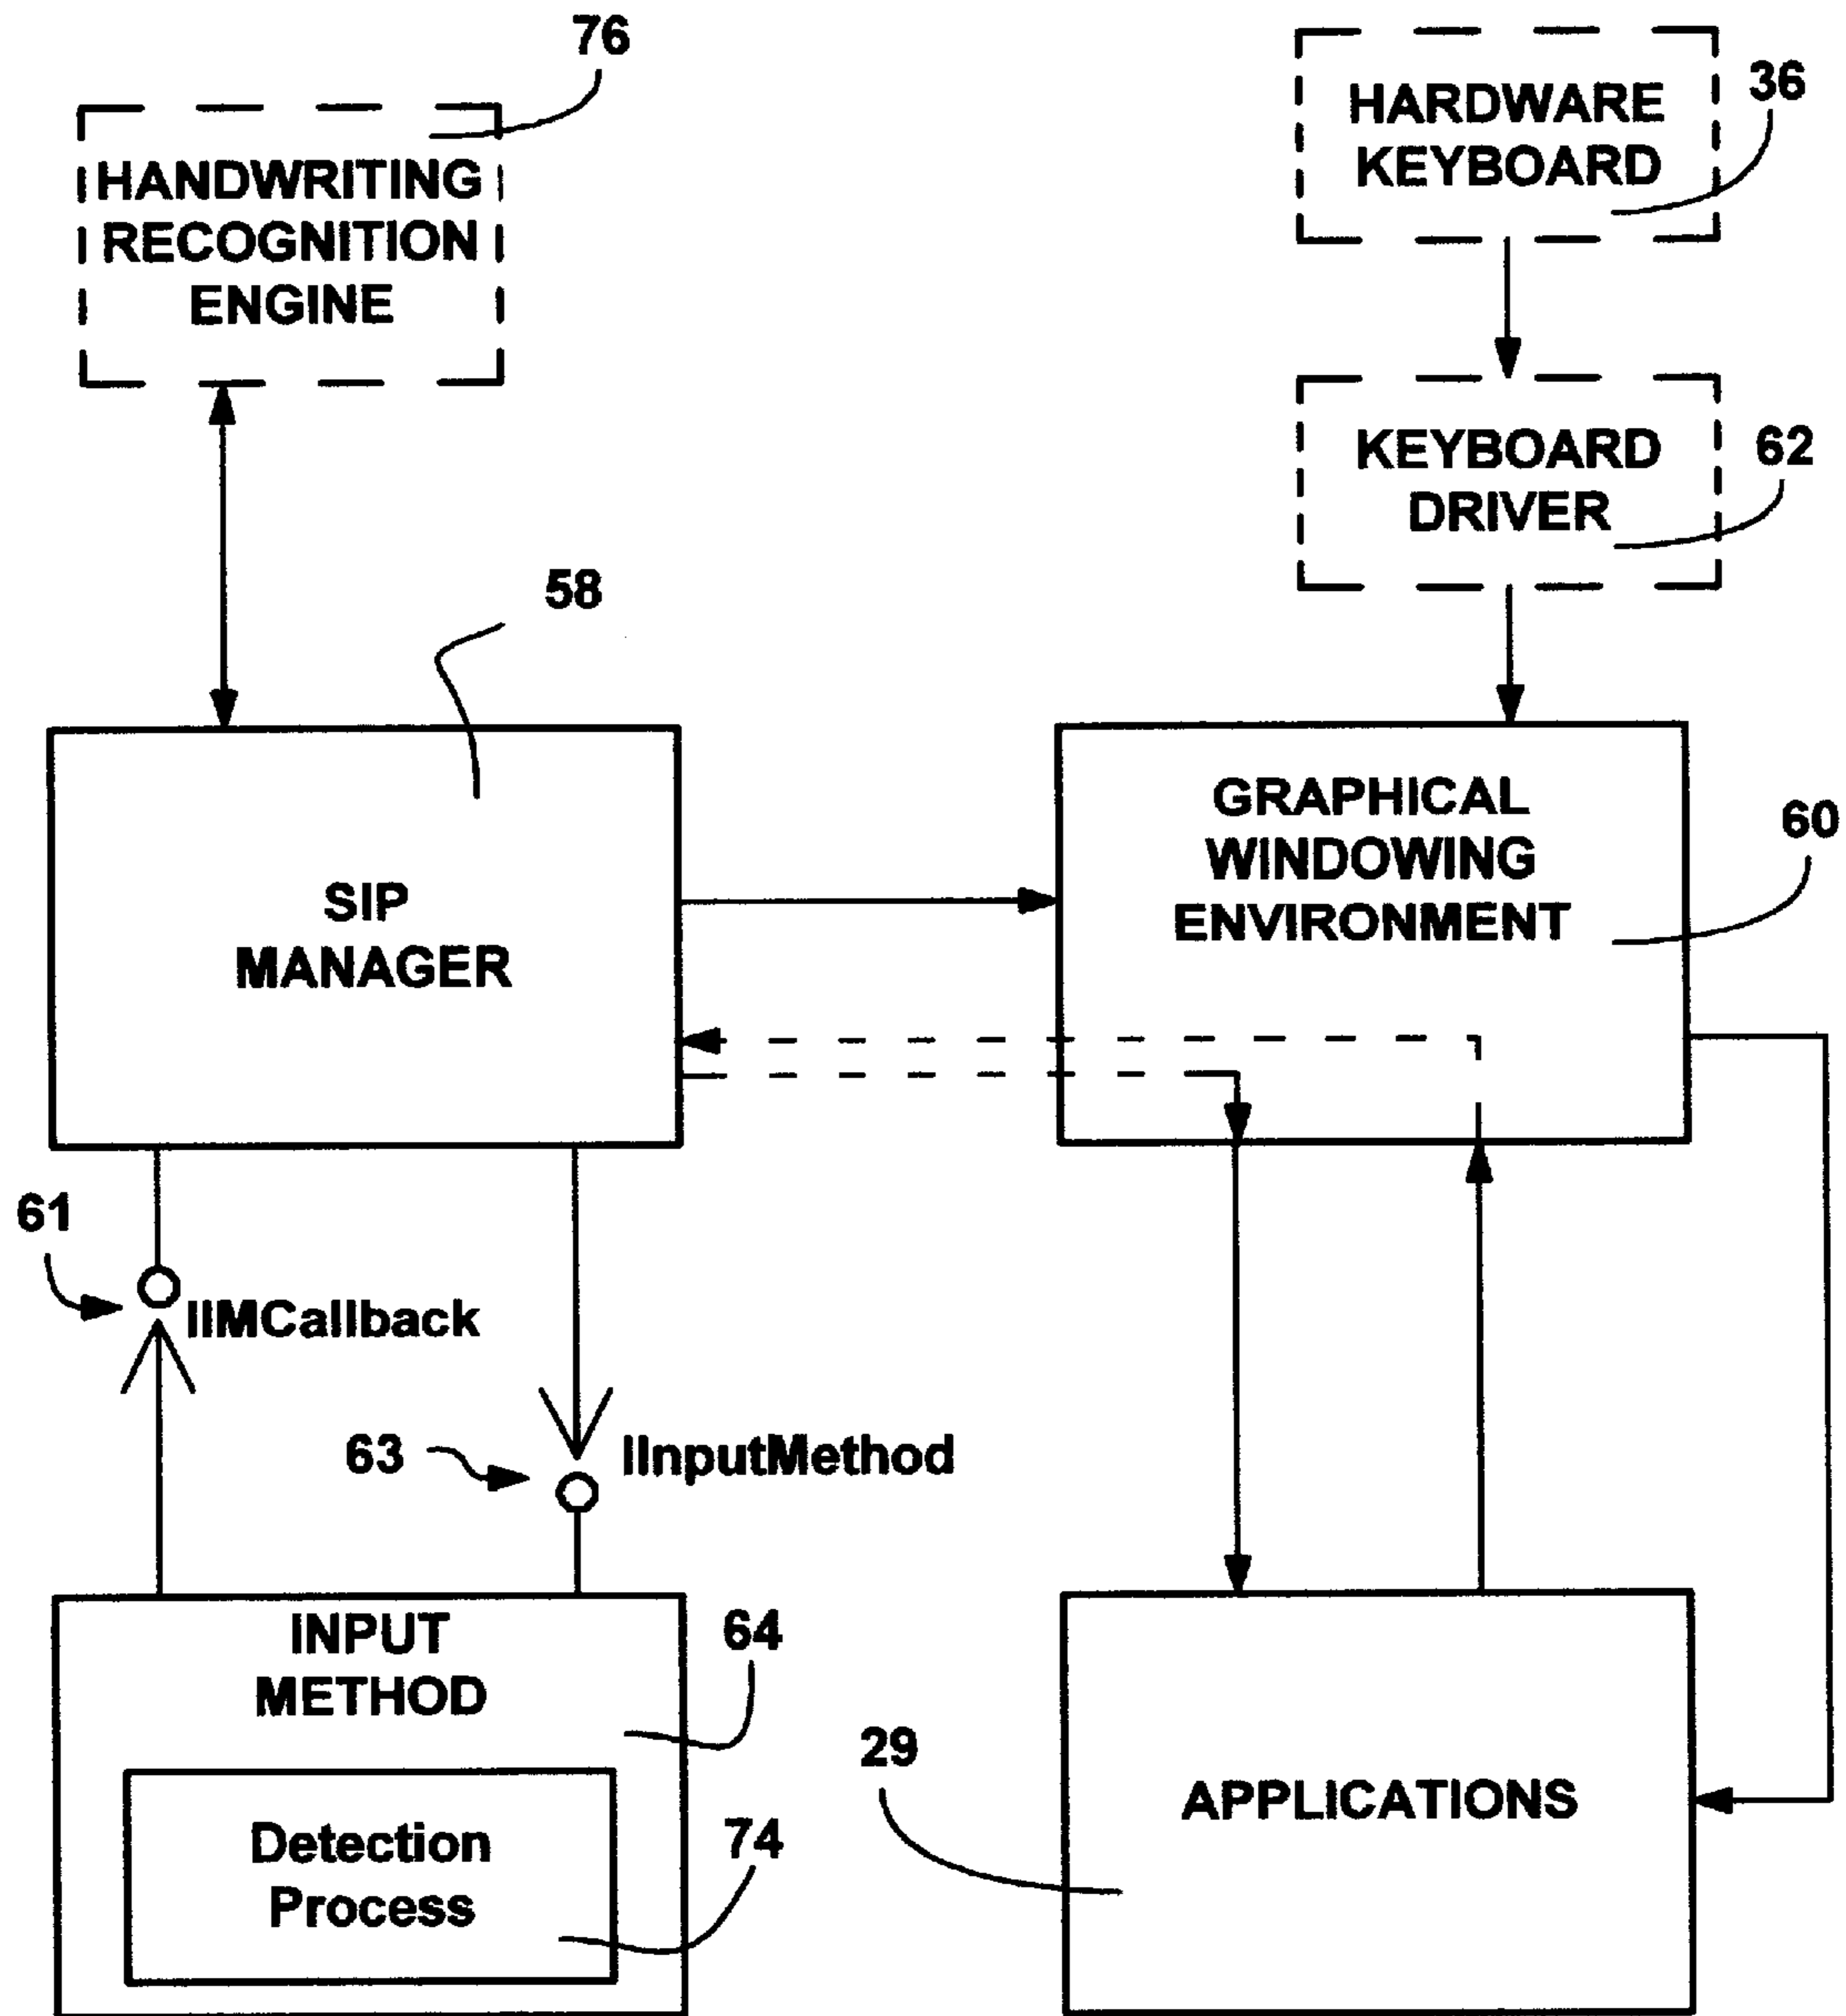 76
HANDWRITING
RECOGNITION
ENGINE
HARDWARE
KEYBOARD
36
KEYBOARD
DRIVER
62
58
SIP
MANAGER
GRAPHICAL
WINDOWING
ENVIRONMENT
60
61
IIMCallback
63
IInputMethod
INPUT
METHOD
64
Detection
Process
74
29
APPLICATIONS